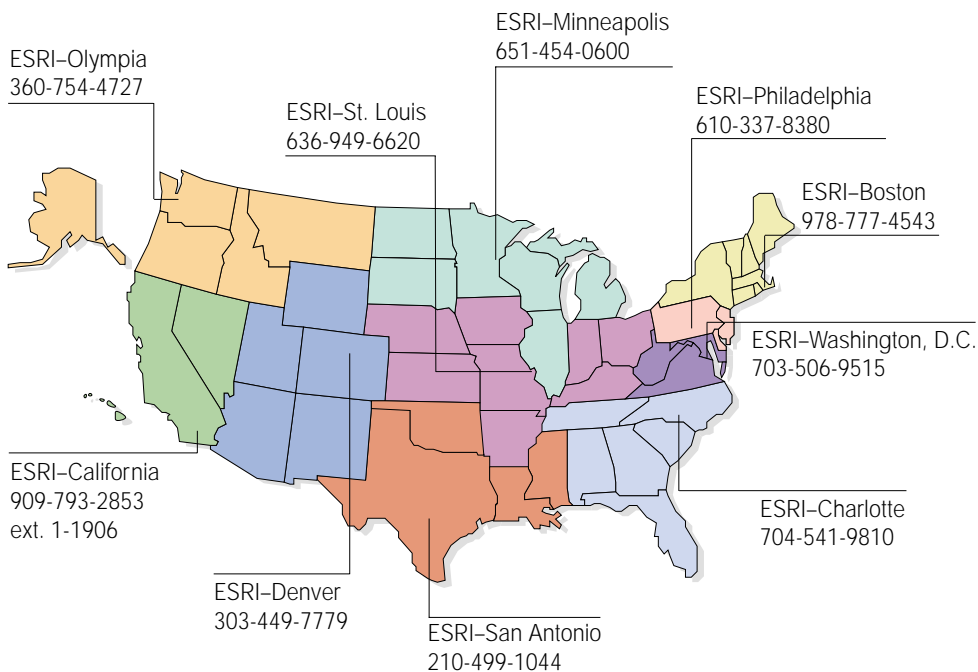 ESRI–Minneapolis
651-454-0600
ESRI–Olympia
360-754-4727
ESRI–St. Louis
636-949-6620
ESRI–Philadelphia
610-337-8380
ESRI–Boston
978-777-4543
ESRI–Washington, D.C.
703-506-9515
ESRI–California
909-793-2853
ext. 1-1906
ESRI–Charlotte
704-541-9810
ESRI–Denver
303-449-7779
ESRI–San Antonio
210-499-1044